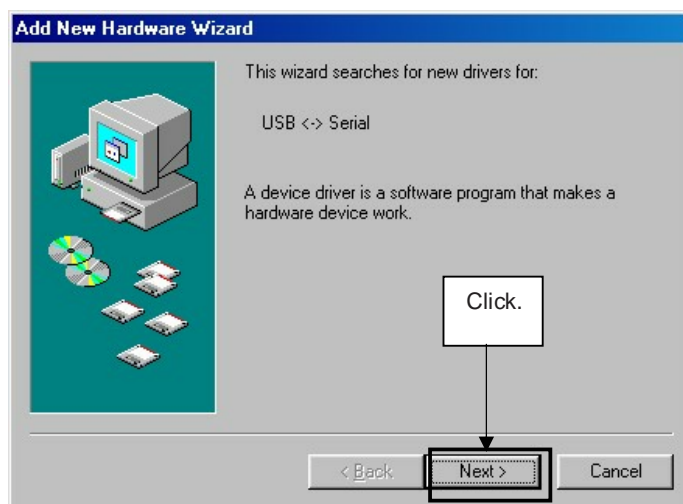 Add New Hardware Wizard
This wizard searches for new drivers for:
USB <-> Serial
A device driver is a software program that makes a
hardware device work.
Click.
< Back
Next >
Cancel